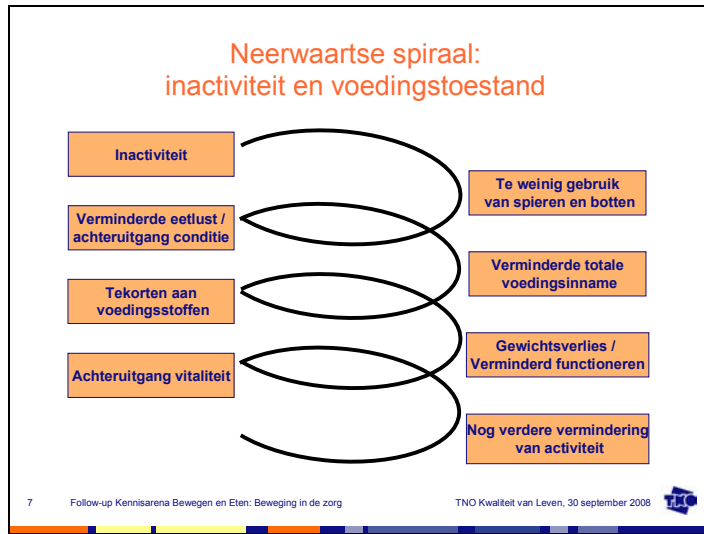 Neerwaartse spiraal:
inactiviteit en voedingstoestand
Inactiviteit
Te weinig gebruik
van spieren en botten
Verminderde eetlust /
achteruitgang conditie
Verminderde totale
voedingsinname
Tekorten aan
voedingsstoffen
Gewichtsverlies /
Verminderd functioneren
Achteruitgang vitaliteit
Nog verdere vermindering
van activiteit
7 Follow-up Kennisarena Bewegen en Eten: Beweging in de zorg TNO Kwaliteit van Leven, 30 september 2008 TNO